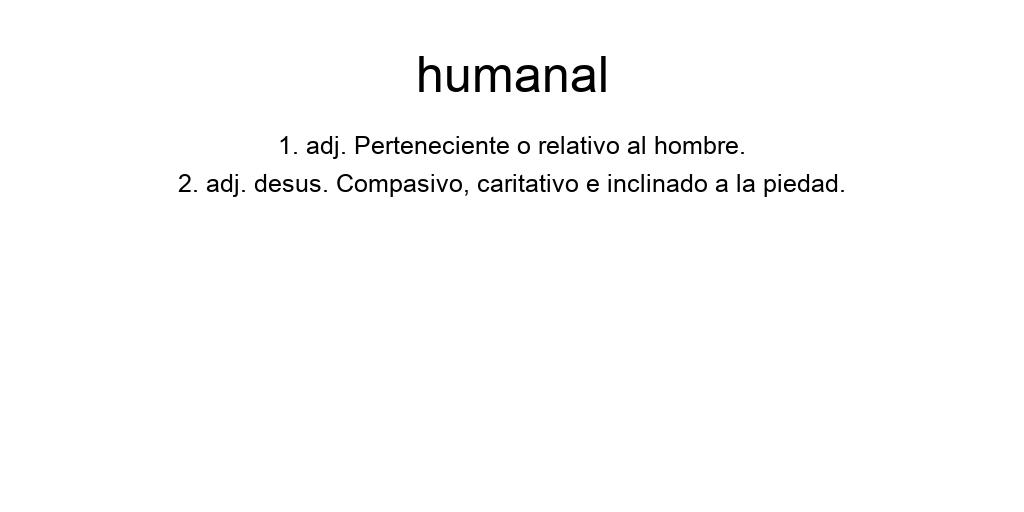 humanal
1. adj. Perteneciente o relativo al hombre.
2. adj. desus. Compasivo, caritativo e inclinado a la piedad.